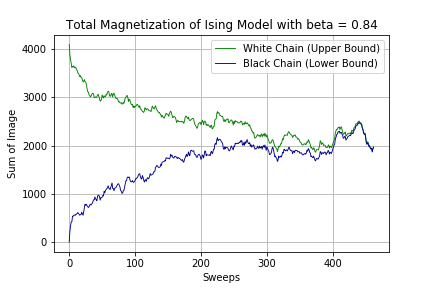 Total Magnetization of Ising Model with beta = 0.84
White Chain (Upper Bound)
Black Chain (Lower Bound)
4000
3000
2000
1000
0
Sum of Image
0 100 200 300 400
Sweeps